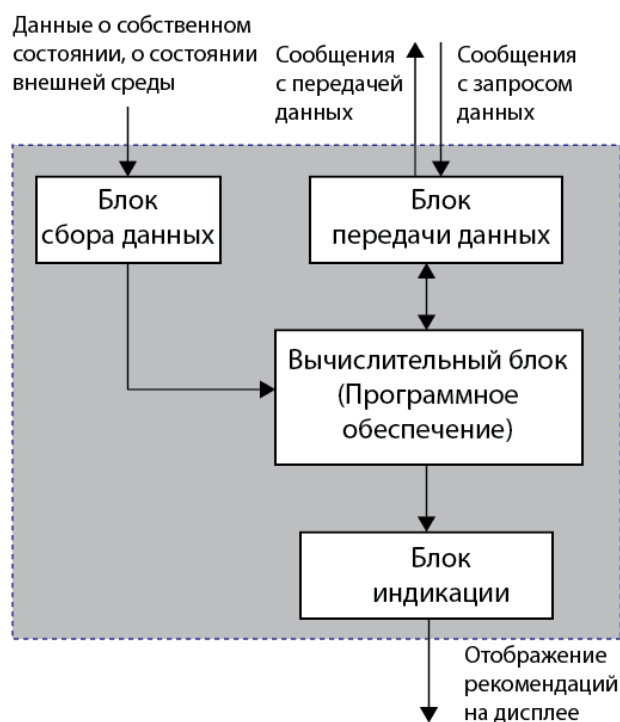 Данные о собственном
состоянии, о состоянии
внешней среды
Сообщения
с передачей
данных
Сообщения
с запросом
данных
Блок
сбора данных
Блок
передачи данных
Вычислительный блок
(Программное
обеспечение)
Блок
индикации
Отображение
рекомендаций
на дисплее